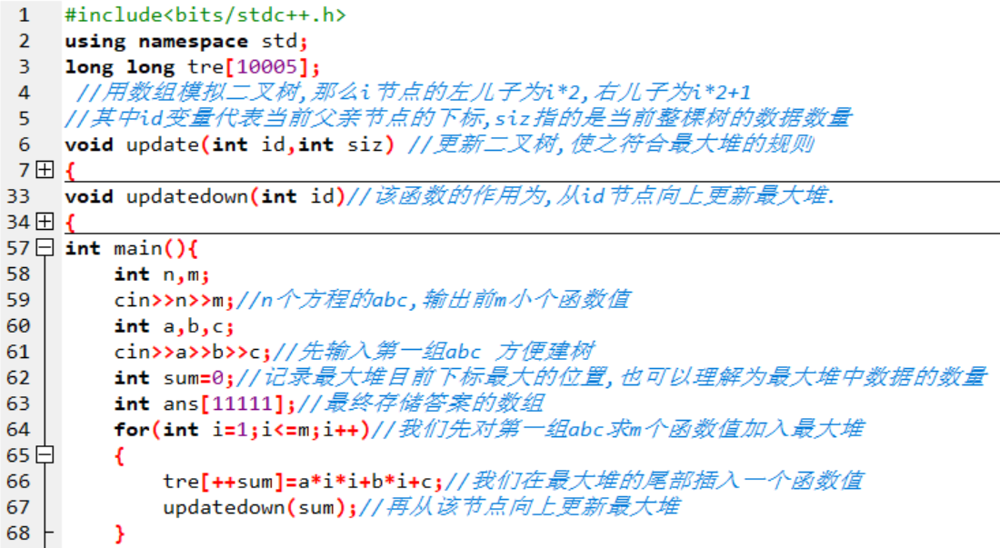 1 #include<bits/stdc++.h>
2 using namespace std;
3 long long tre[10005];
4 //用数组模拟二叉树,那么i节点的左儿子为i*2,右儿子为i*2+1
5 //其中id变量代表当前父亲节点的下标,siz指的是当前整棵树的数据数量
6 void update(int id,int siz) //更新二叉树,使之符合最大堆的规则
7 {
33 void updatedown(int id)//该函数的作用为,从id节点向上更新最大堆.
34 {
57 int main(){
58 int n,m;
59 cin>>n>>m;//n个方程的abc,输出前m小个函数值
60 int a,b,c;
61 cin>>a>>b>>c;//先输入第一组abc 方便建树
62 int sum=0;//记录最大堆目前下标最大的位置,也可以理解为最大堆中数据的数量
63 int ans[11111];//最终存储答案的数组
64 for(int i=1;i<=m;i++)//我们先对第一组abc求m个函数值加入最大堆
65 {
66 tre[++sum]=a*i*i+b*i+c;//我们在最大堆的尾部插入一个函数值
67 updatedown(sum);//再从该节点向上更新最大堆
68 }